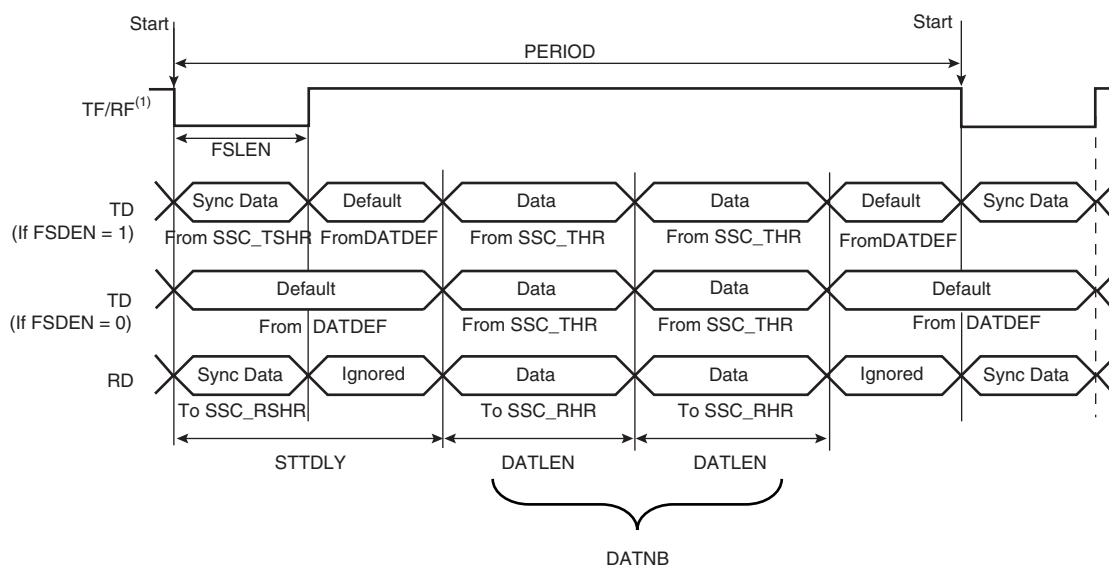 Start
Start
PERIOD
TF/RF(1)
FSLEN
TD
(If FSDEN = 1)
Sync Data
Default
Data
Data
Default
Sync Data
From SSC_TSHR
FromDATDEF
From SSC_THR
From SSC_THR
FromDATDEF
TD
(If FSDEN = 0)
Default
Data
Data
Default
From DATDEF
From SSC_THR
From SSC_THR
From DATDEF
RD
Sync Data
Ignored
Data
Data
Ignored
Sync Data
To SSC_RSHR
To SSC_RHR
To SSC_RHR
STTDLY
DATLEN
DATLEN
DATNB